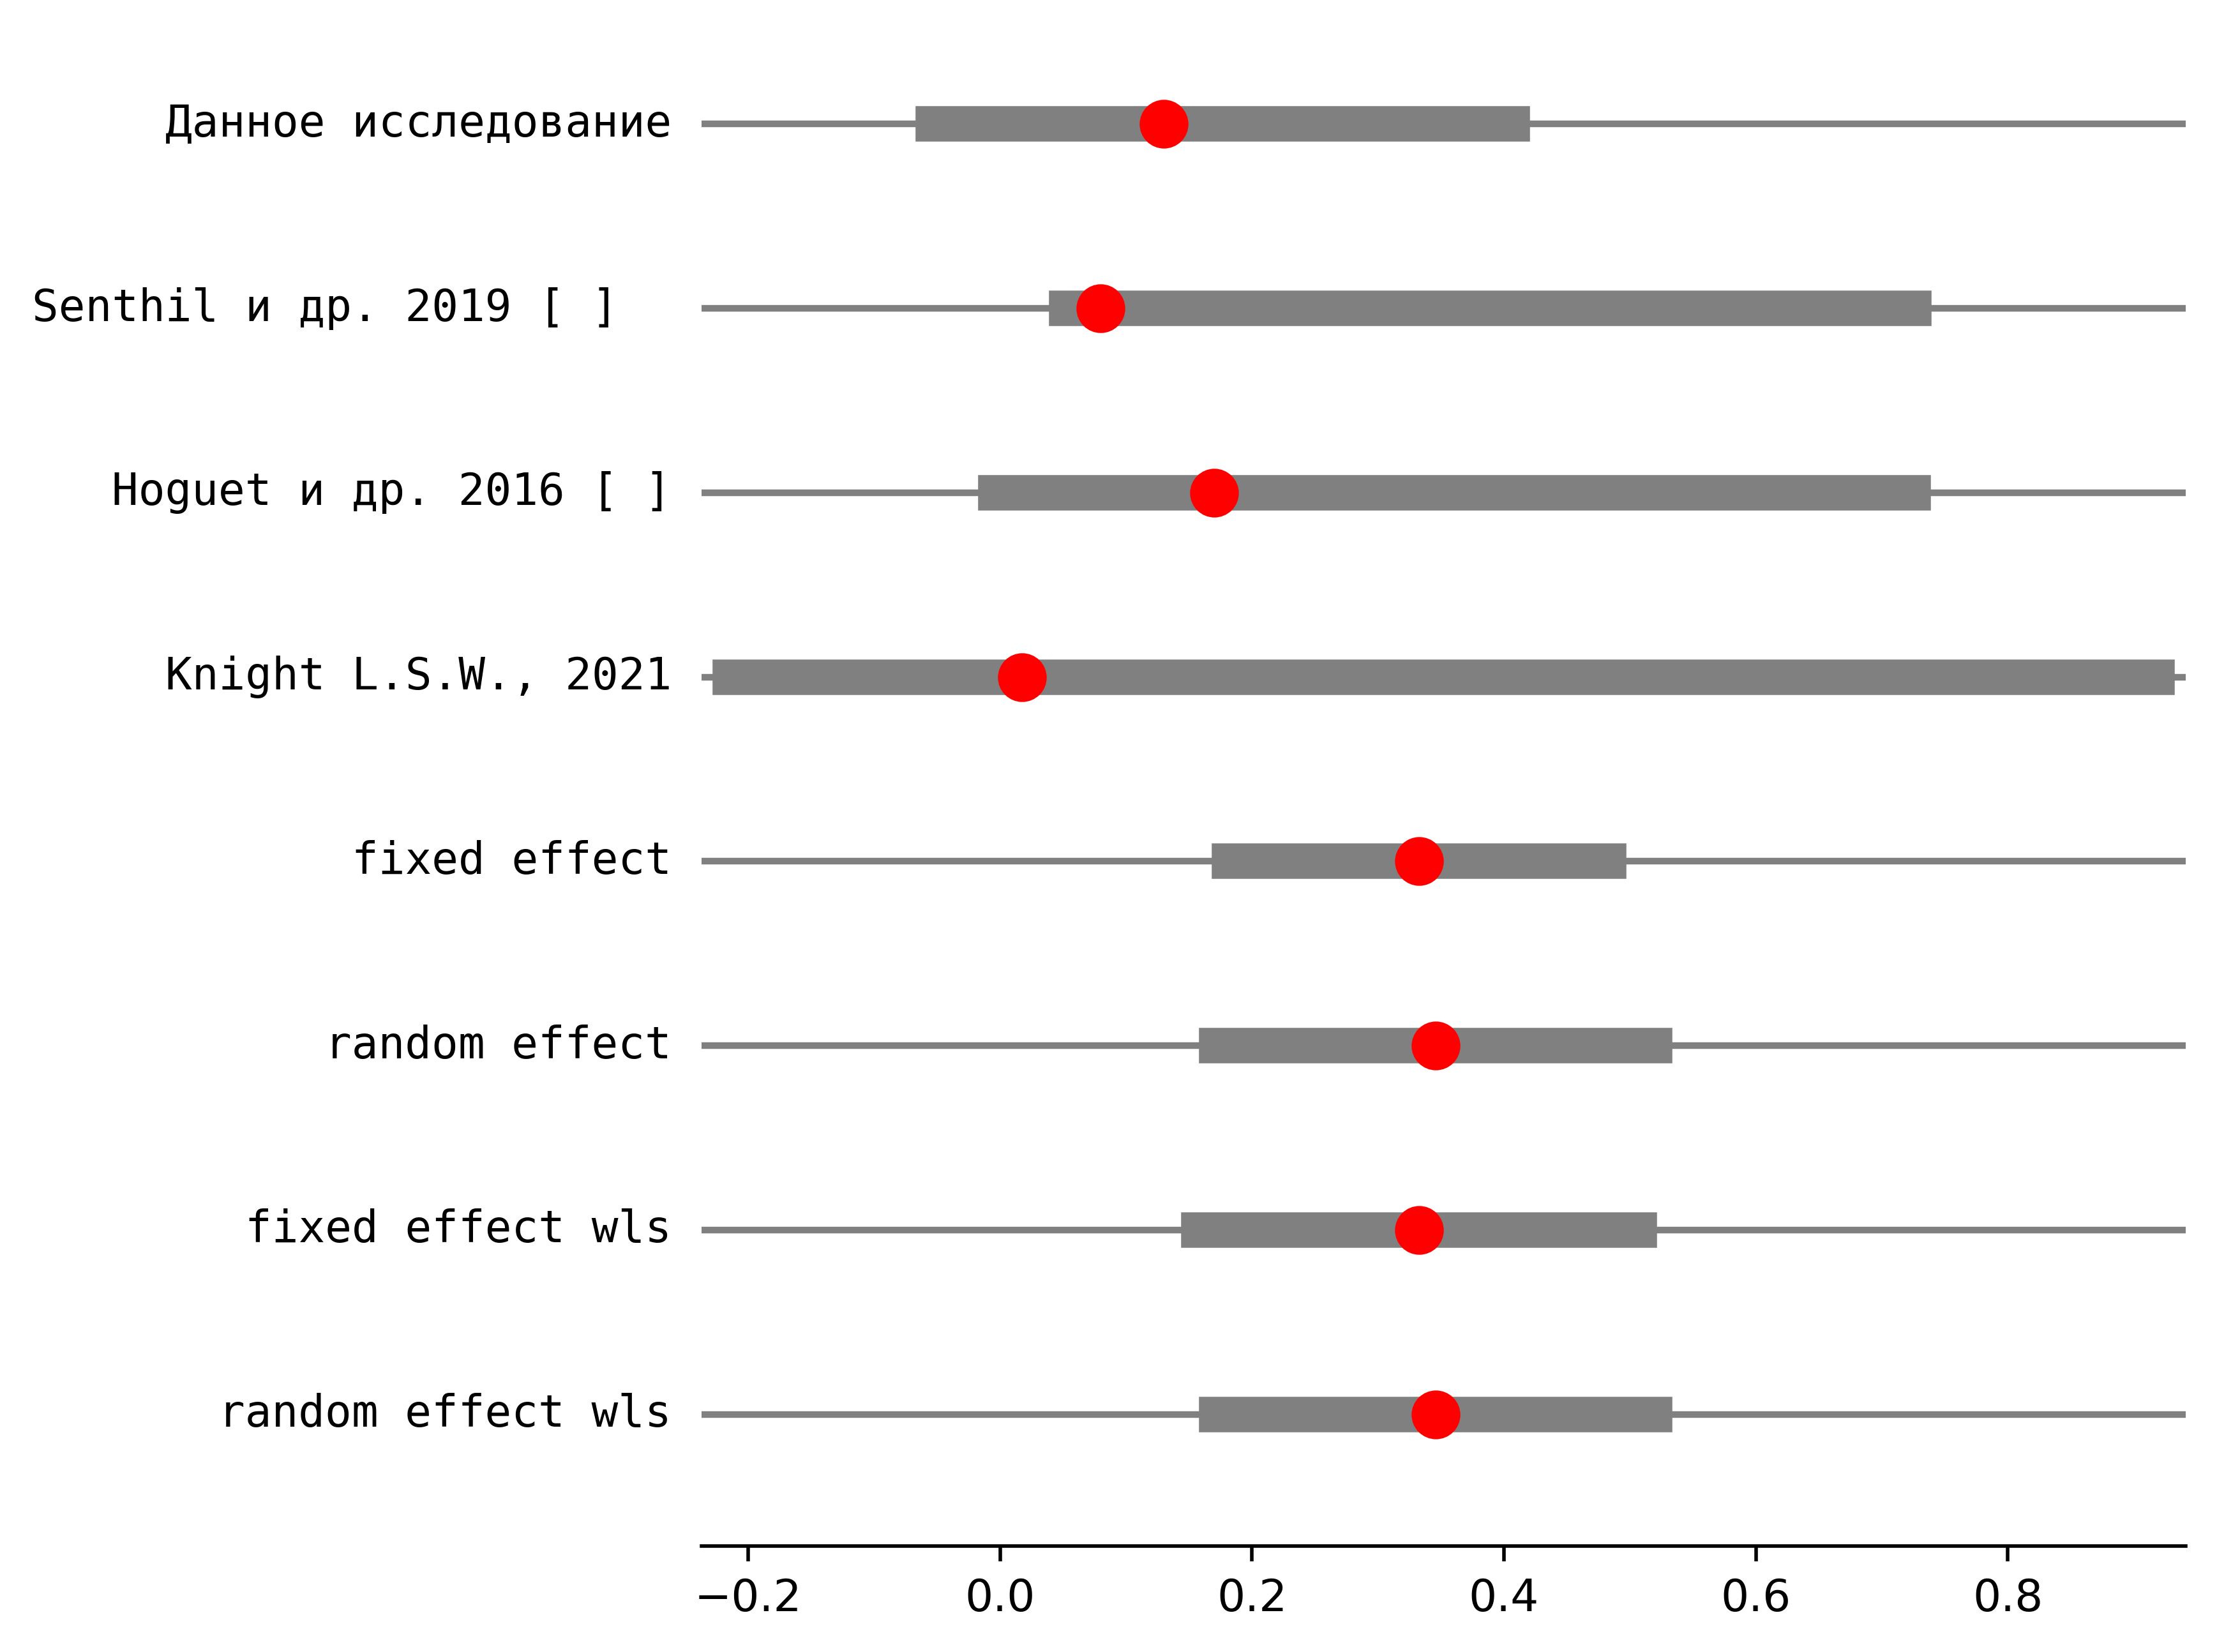 Данное исследование
Senthil и др. 2019 [ ]
Hoguet и др. 2016 [ ]
Knight L.S.W., 2021
fixed effect
random effect
fixed effect wls
random effect wls
−0.2 0.0 0.2 0.4 0.6 0.8